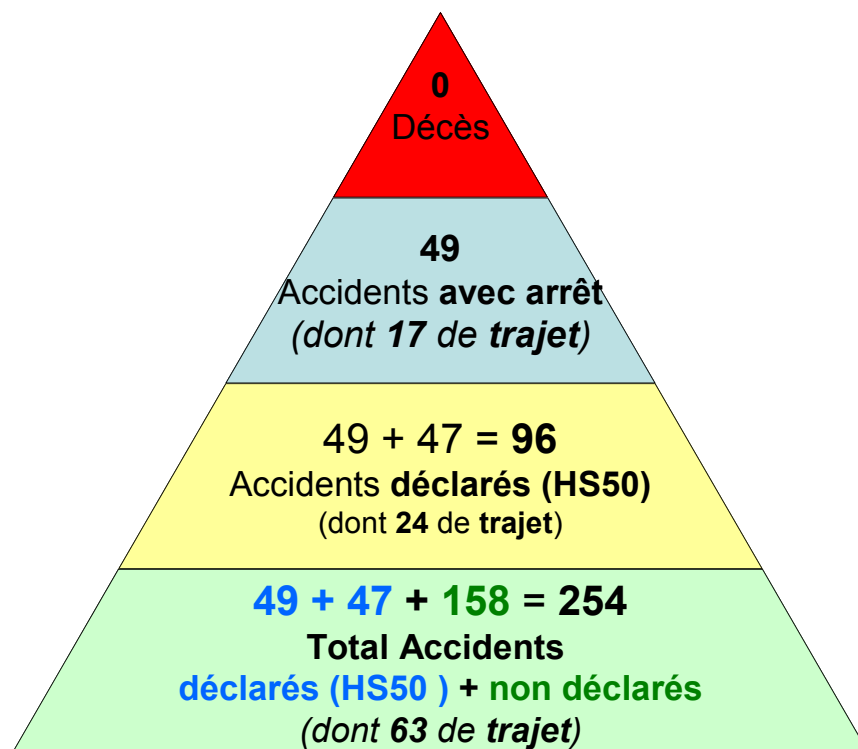 0
Décès
49
Accidents avec arrêt
(dont 17 de trajet)
49 + 47 = 96
Accidents déclarés (HS50)
(dont 24 de trajet)
49 + 47 + 158 = 254
Total Accidents
déclarés (HS50 ) + non déclarés
(dont 63 de trajet)